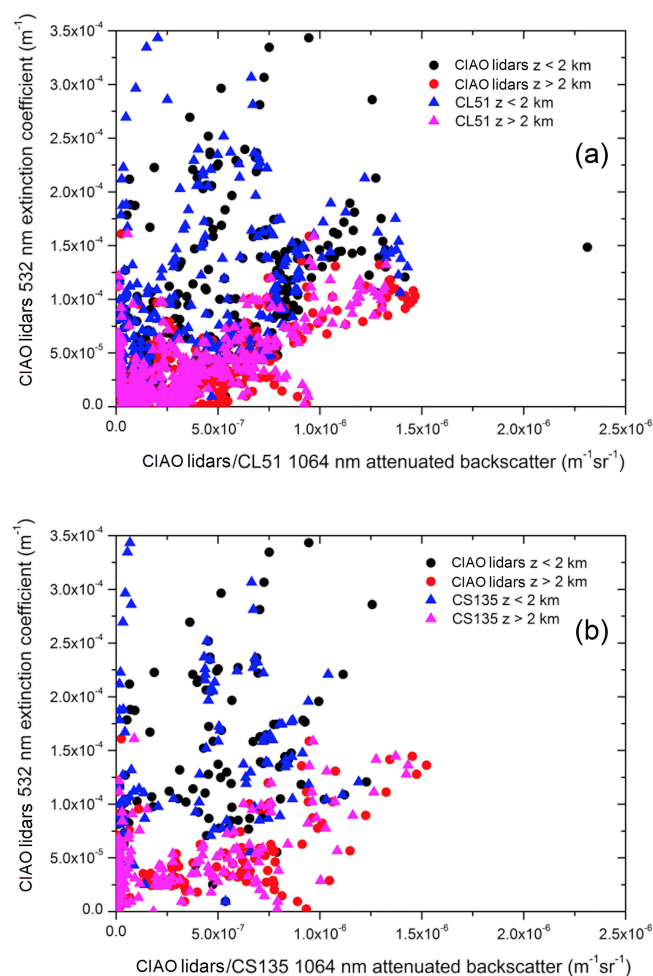 (a)
3.5x10⁻⁴
3.0x10⁻⁴
2.5x10⁻⁴
2.0x10⁻⁴
1.5x10⁻⁴
1.0x10⁻⁴
5.0x10⁻⁵
0.0
CIAO lidars 532 nm extinction coefficient (m⁻¹)
CIAO lidars z < 2 km
CIAO lidars z > 2 km
CL51 z < 2 km
CL51 z > 2 km
0.0 5.0x10⁻⁷ 1.0x10⁻⁶ 1.5x10⁻⁶ 2.0x10⁻⁶ 2.5x10⁻⁶
CIAO lidars/CL51 1064 nm attenuated backscatter (m⁻¹sr⁻¹)
(b)
3.5x10⁻⁴
3.0x10⁻⁴
2.5x10⁻⁴
2.0x10⁻⁴
1.5x10⁻⁴
1.0x10⁻⁴
5.0x10⁻⁵
0.0
CIAO lidars 532 nm extinction coefficient (m⁻¹)
CIAO lidars z < 2 km
CIAO lidars z > 2 km
CS135 z < 2 km
CS135 z > 2 km
0.0 5.0x10⁻⁷ 1.0x10⁻⁶ 1.5x10⁻⁶ 2.0x10⁻⁶ 2.5x10⁻⁶
CIAO lidars/CS135 1064 nm attenuated backscatter (m⁻¹sr⁻¹)